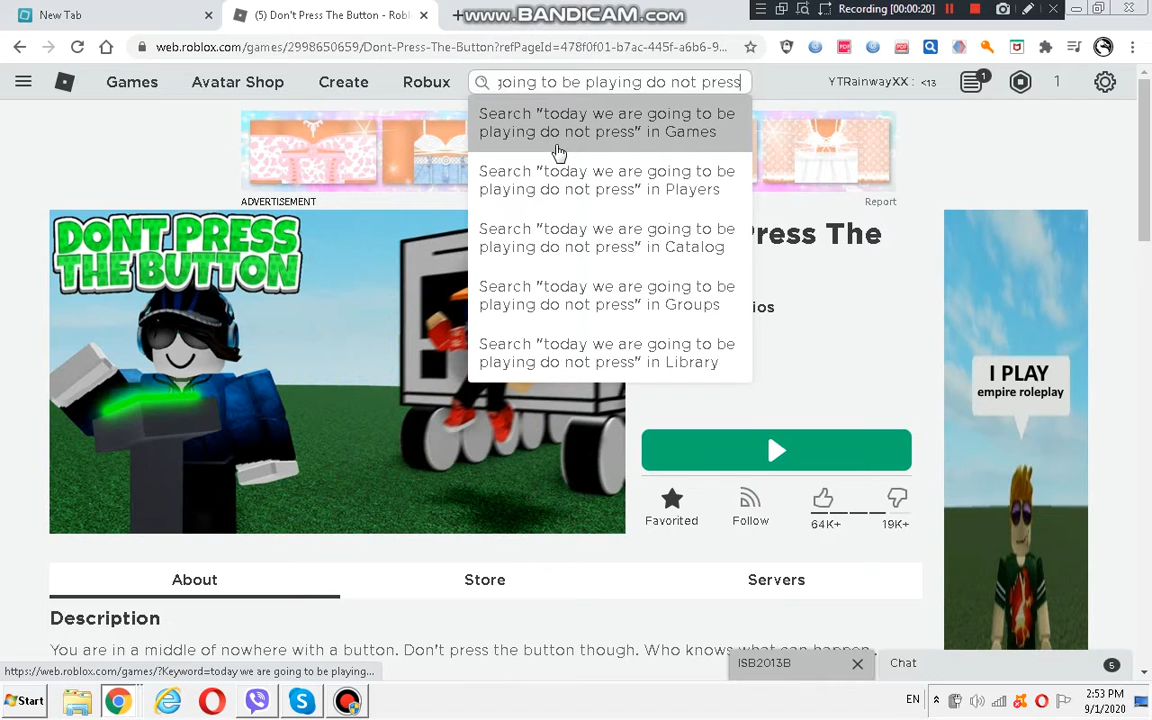 New Tab
(5) Don't Press The Button - Robl
www.BANDICAM.com
Recording [00:00:20]
web.roblox.com/games/2998650659/Dont-Press-The-Button?refPageId=478f0f01-b7ac-445f-a6b6-9...
Games
Avatar Shop
Create
Robux
going to be playing do not press
YTRainwayXX : <13
1
1
Search "today we are going to be
playing do not press" in Games
Search "today we are going to be
playing do not press" in Players
Search "today we are going to be
playing do not press" in Catalog
Search "today we are going to be
playing do not press" in Groups
Search "today we are going to be
playing do not press" in Library
ADVERTISEMENT
Report
DONT PRESS
THE BUTTON
Press The
ios
I PLAY
empire roleplay
Favorited
Follow
64K+
19K+
About
Store
Servers
Description
You are in a middle of nowhere with a button. Don't press the button though. Who knows what can happen.
https://web.roblox.com/games/?Keyword=today we are going to be playing...
ISB2013B
Chat
5
Start
EN
2:53 PM
9/1/2020